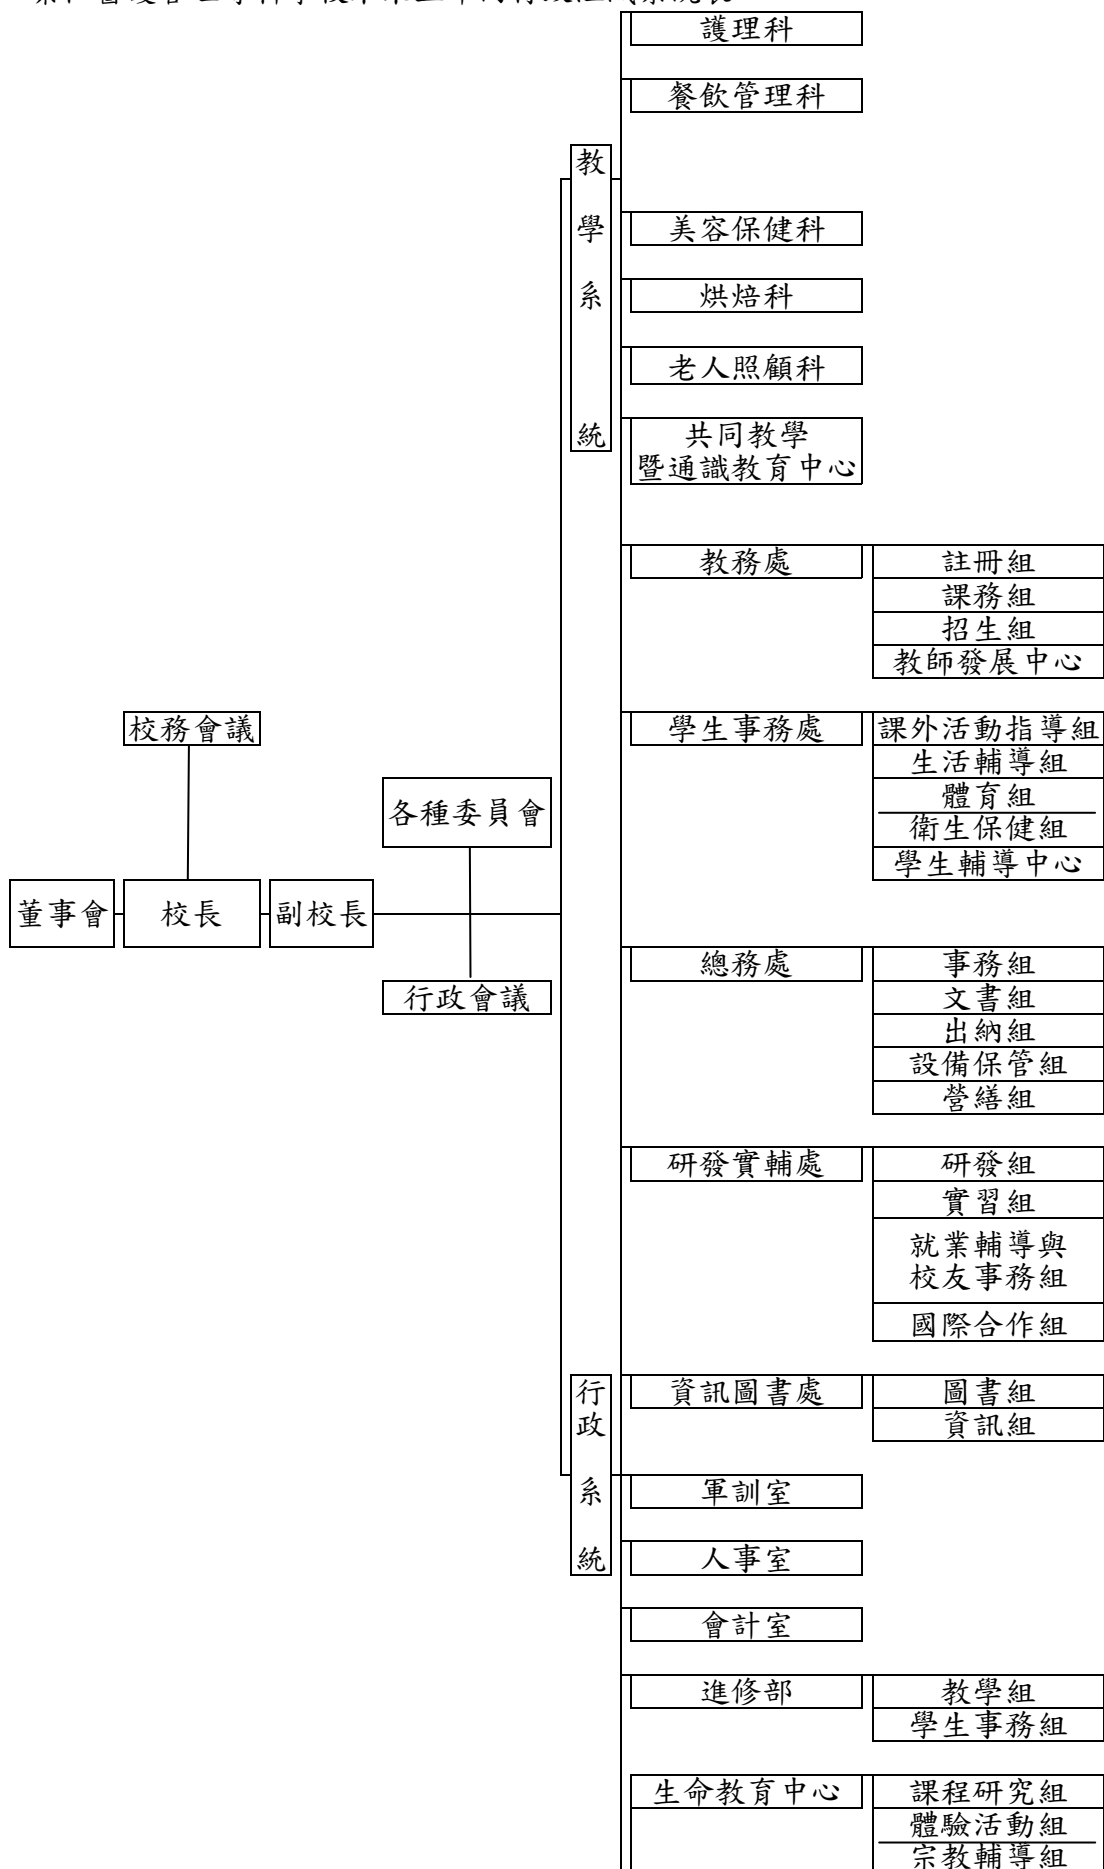 護理科
餐飲管理科
教
學
系
統
美容保健科
烘焙科
老人照顧科
共同教學
暨通識教育中心
教務處
註冊組
課務組
招生組
教師發展中心
校務會議
各種委員會
董事會
校長
副校長
行政會議
學生事務處
課外活動指導組
生活輔導組
體育組
衛生保健組
學生輔導中心
總務處
事務組
文書組
出納組
設備保管組
營繕組
研發實輔處
研發組
實習組
就業輔導與
校友事務組
國際合作組
行
政
系
統
資訊圖書處
圖書組
資訊組
軍訓室
人事室
會計室
進修部
教學組
學生事務組
生命教育中心
課程研究組
體驗活動組
宗教輔導組